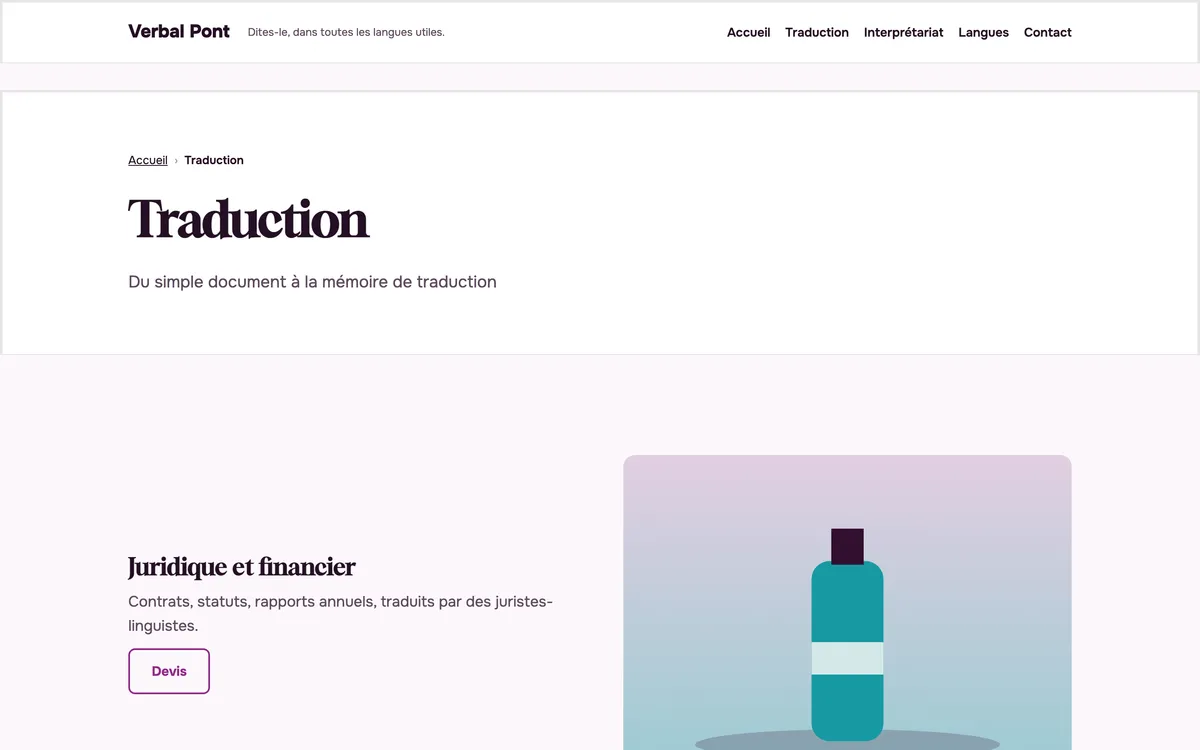 Verbal Pont
Dites-le, dans toutes les langues utiles.
Accueil Traduction Interprétariat Langues Contact
Accueil › Traduction
Traduction
Du simple document à la mémoire de traduction
Juridique et financier
Contrats, statuts, rapports annuels, traduits par des juristes-
linguistes.
Devis